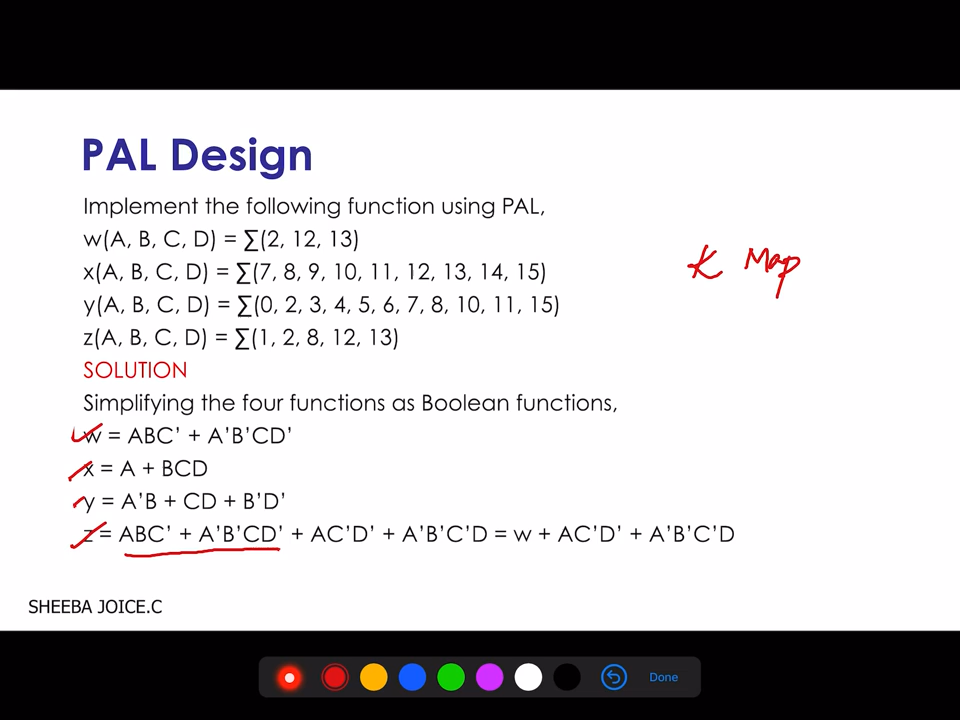 PAL Design
Implement the following function using PAL,
w(A, B, C, D) = ∑(2, 12, 13)
x(A, B, C, D) = ∑(7, 8, 9, 10, 11, 12, 13, 14, 15)
K Map
y(A, B, C, D) = ∑(0, 2, 3, 4, 5, 6, 7, 8, 10, 11, 15)
z(A, B, C, D) = ∑(1, 2, 8, 12, 13)
SOLUTION
Simplifying the four functions as Boolean functions,
w = ABC’ + A’B’CD’
x = A + BCD
y = A’B + CD + B’D’
z = ABC’ + A’B’CD’ + AC’D’ + A’B’C’D = w + AC’D’ + A’B’C’D
SHEEBA JOICE.C
Done